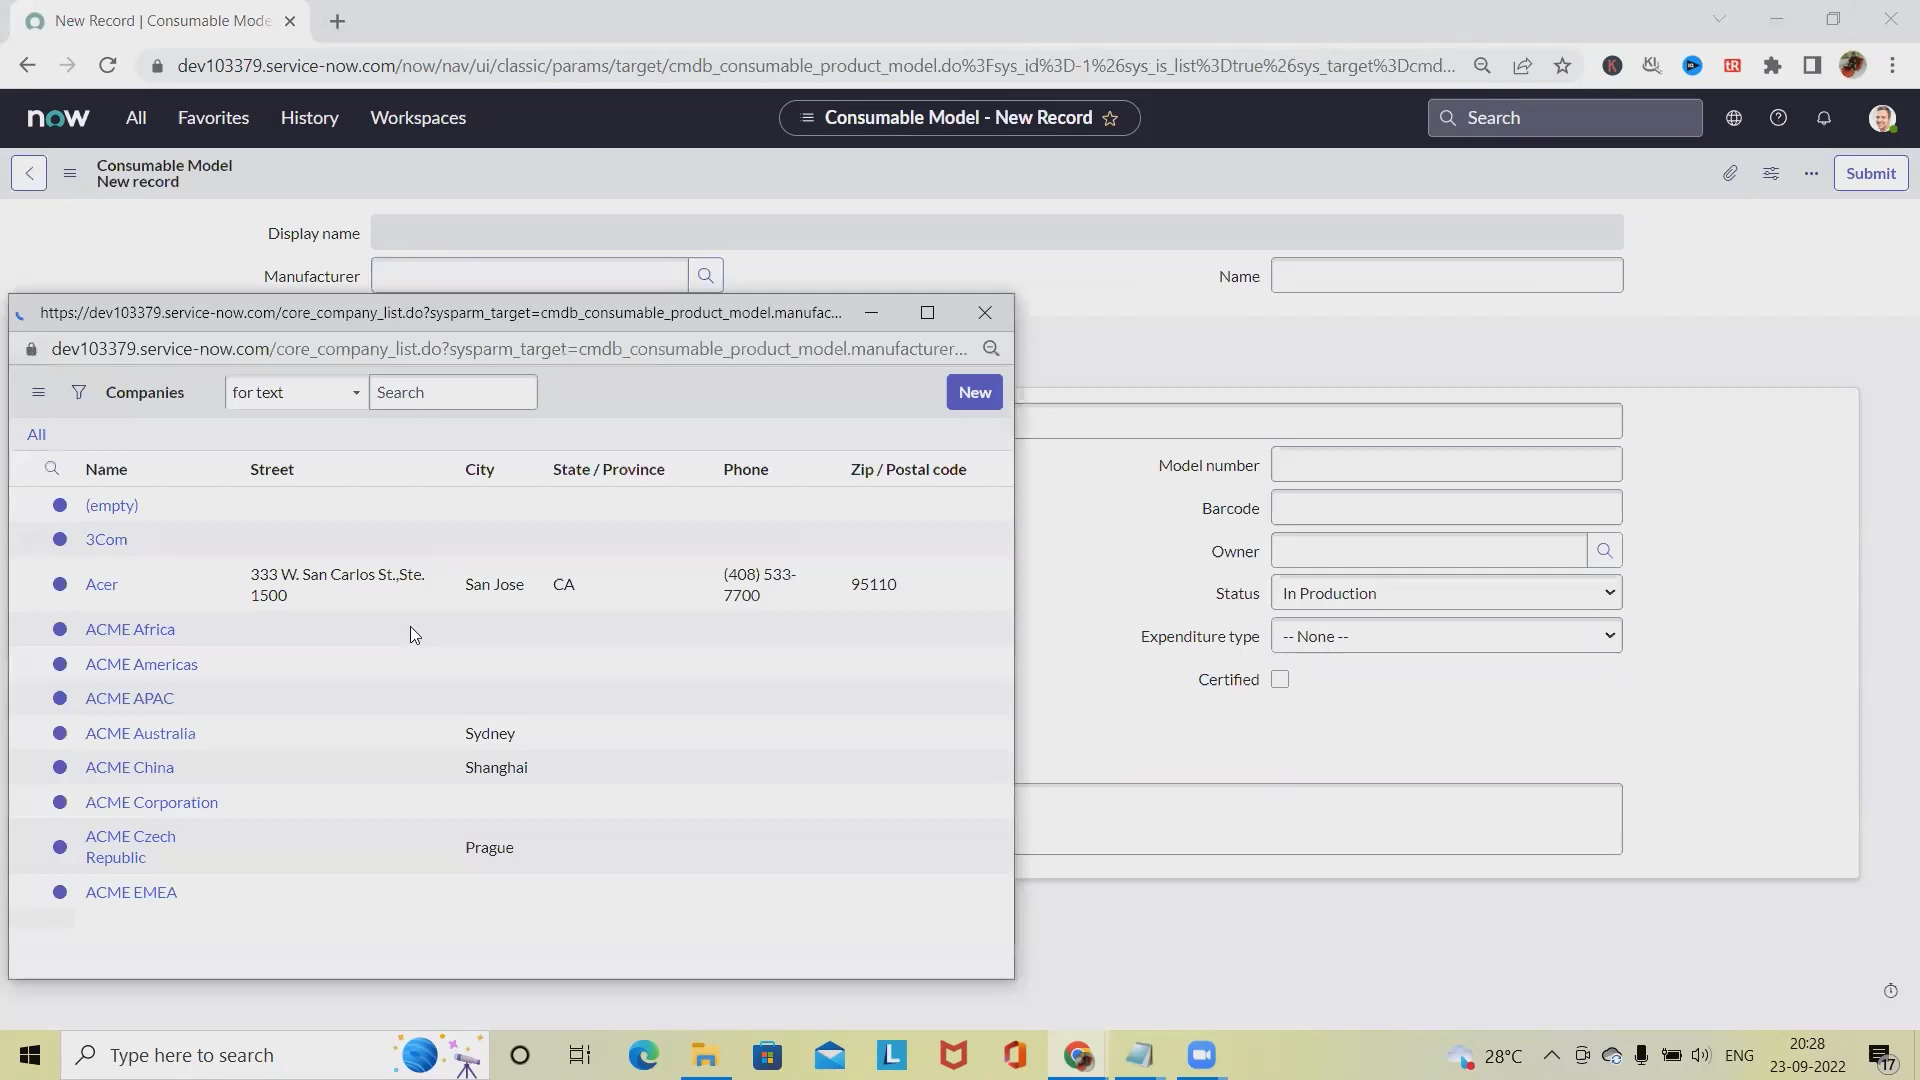 New Record | Consumable Mode
dev103379.service-now.com/now/nav/ui/classic/params/target/cmdb_consumable_product_model.do%3Fsys_id%3D-1%26sys_is_list%3Dtrue%26sys_target%3Dcmd...
now All Favorites History Workspaces Consumable Model - New Record Search
Consumable Model
New record
Submit
Display name
Manufacturer
Name
https://dev103379.service-now.com/core_company_list.do?sysparm_target=cmdb_consumable_product_model.manufac...
dev103379.service-now.com/core_company_list.do?sysparm_target=cmdb_consumable_product_model.manufacturer...
Companies for text Search New
All
Name Street City State / Province Phone Zip / Postal code
(empty)
3Com
Acer 333 W. San Carlos St.,Ste. 1500 San Jose CA (408) 533-7700 95110
ACME Africa
ACME Americas
ACME APAC
ACME Australia Sydney
ACME China Shanghai
ACME Corporation
ACME Czech Republic Prague
ACME EMEA
Model number
Barcode
Owner
Status In Production
Expenditure type -- None --
Certified
Type here to search
28°C
ENG
20:28
23-09-2022
17